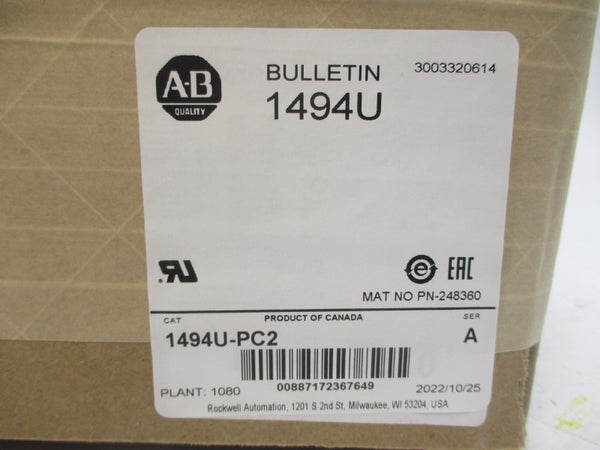 A-B
QUALITY
BULLETIN
1494U
3003320614
RU
EAC
MAT NO PN-248360
CAT
PRODUCT OF CANADA
SER
1494U-PC2
A
00887172367649
PLANT: 1080
2022/10/25
Rockwell Automation, 1201 S 2nd St, Milwaukee, WI 53204, USA